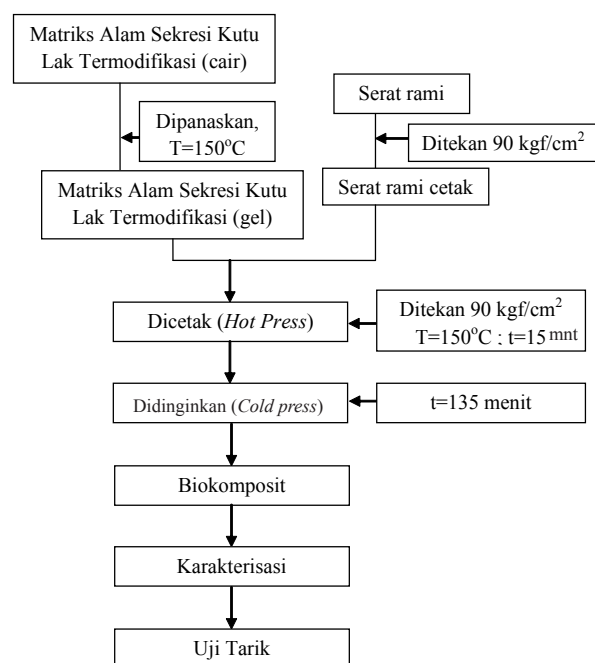 Matriks Alam Sekresi Kutu
Lak Termodifikasi (cair)
Serat rami
Dipanaskan,
T=150°C
Ditekan 90 kgf/cm²
Matriks Alam Sekresi Kutu
Lak Termodifikasi (gel)
Serat rami cetak
Dicetak (Hot Press)
Ditekan 90 kgf/cm²
T=150°C ; t=15 mnt
Didinginkan (Cold press)
t=135 menit
Biokomposit
Karakterisasi
Uji Tarik